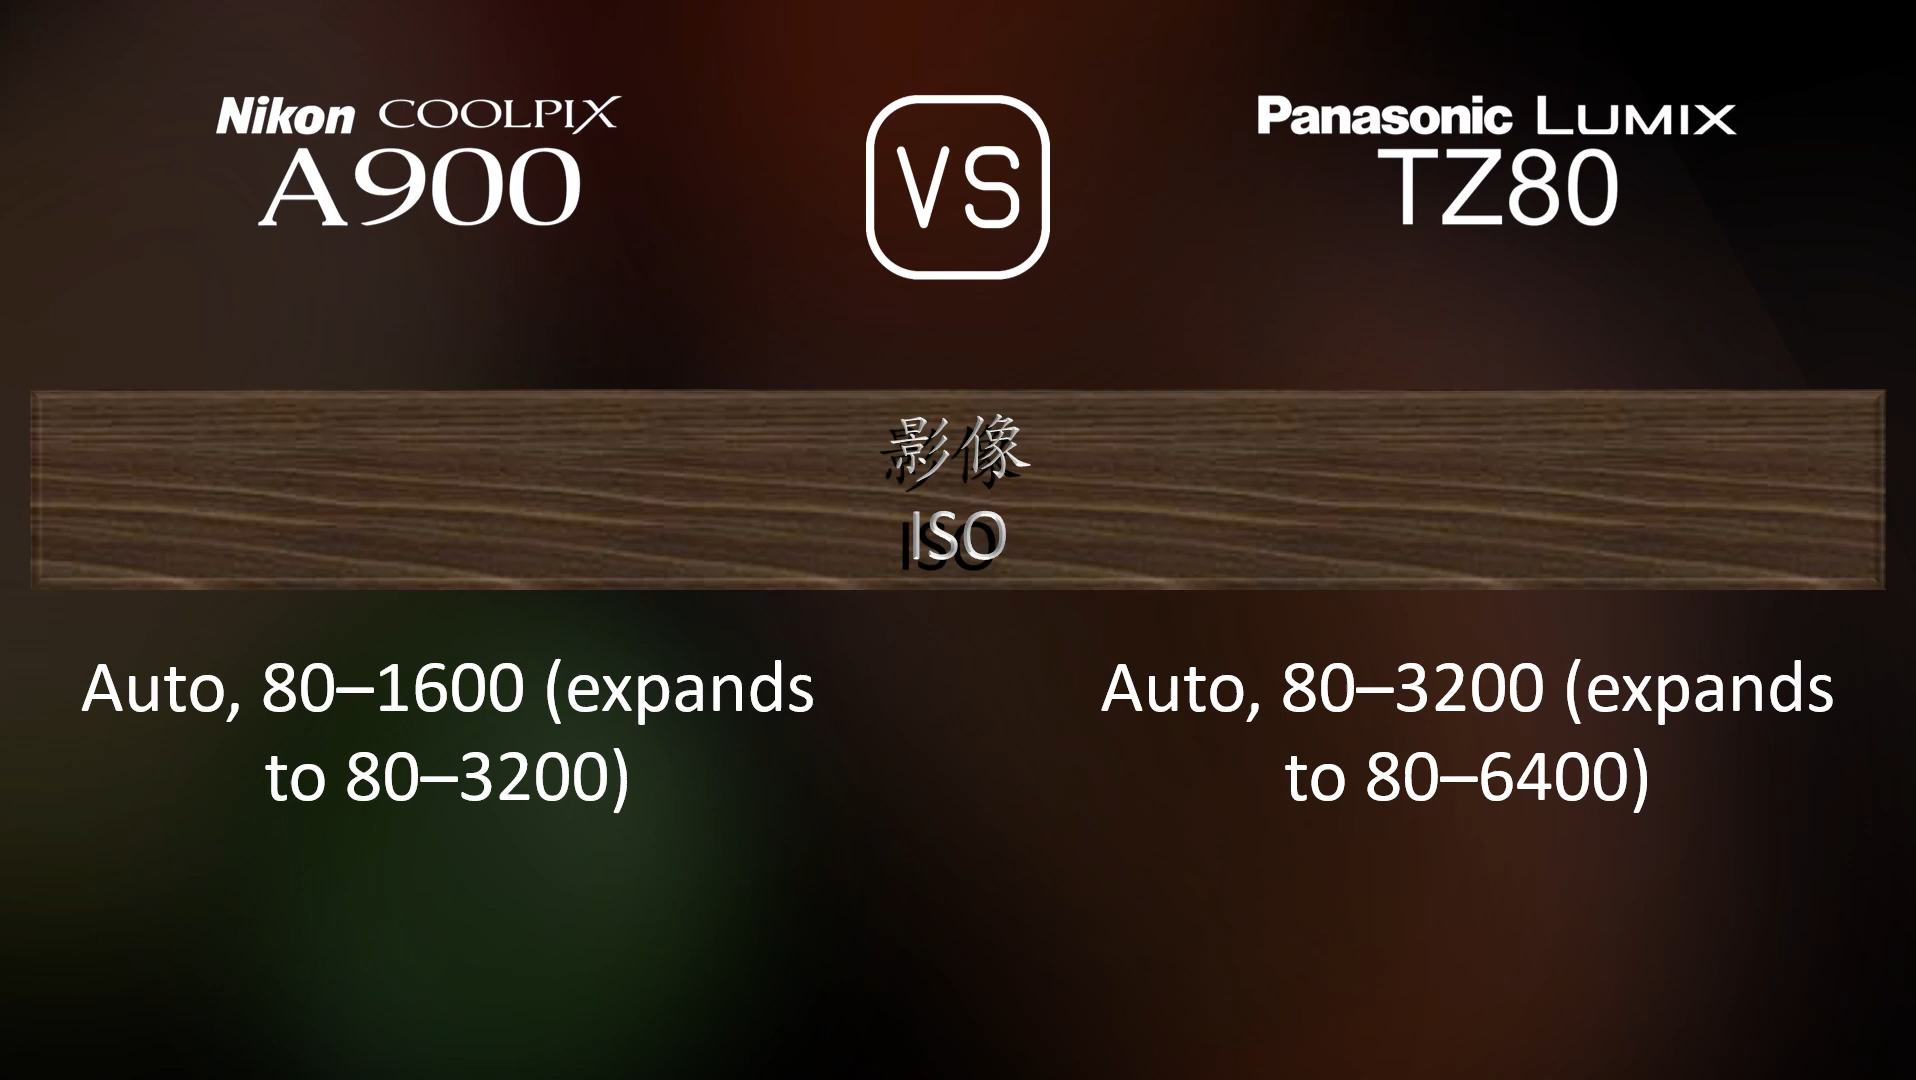 Nikon COOLPIX
A900
VS
Panasonic LUMIX
TZ80
影像
ISO
Auto, 80–1600 (expands
to 80–3200)
Auto, 80–3200 (expands
to 80–6400)